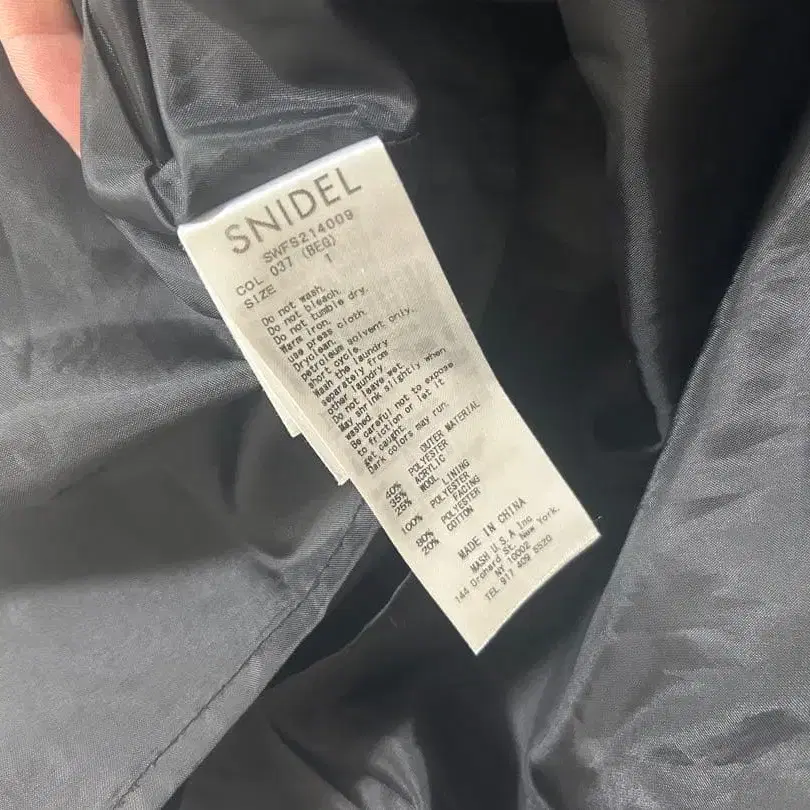 SNIDEL
SWFS214009
COL 037 (BEG)
SIZE 1
Do not wash.
Do not bleach.
Do not tumble dry.
Warm iron.
use press cloth.
Dryclean.
petroleum solvent only.
short cycle.
Wash the laundry
separately from
other laundry.
Do not leave wet.
May shrink slightly when
washed.
Be careful not to expose
to friction or let it
get caught.
Dark colors may run.
OUTER MATERIAL
40% POLYESTER
35% ACRYLIC
25% WOOL
LINING
100% POLYESTER
FACING
80% POLYESTER
20% COTTON
MADE IN CHINA
MASH U.S.A Inc
144 Orchard St, New York.
NY 10002
TEL 917 409 5520